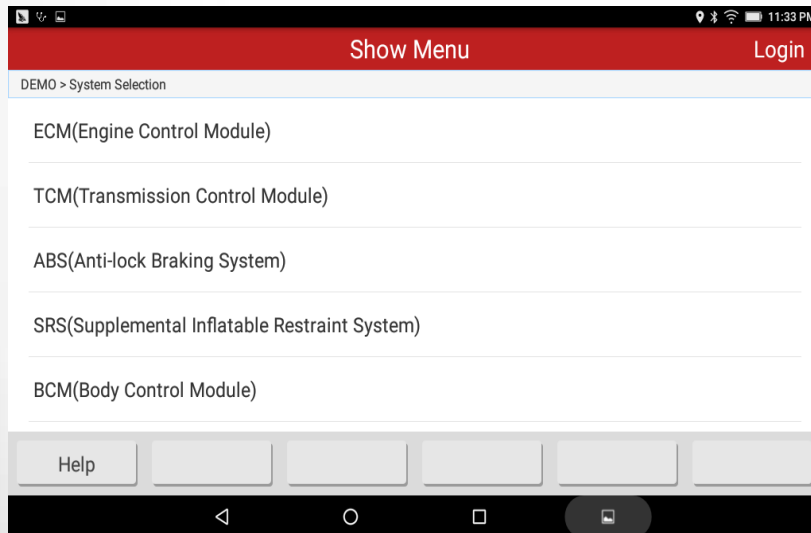 11:33 PM
Show Menu
Login
DEMO > System Selection
ECM(Engine Control Module)
TCM(Transmission Control Module)
ABS(Anti-lock Braking System)
SRS(Supplemental Inflatable Restraint System)
BCM(Body Control Module)
Help